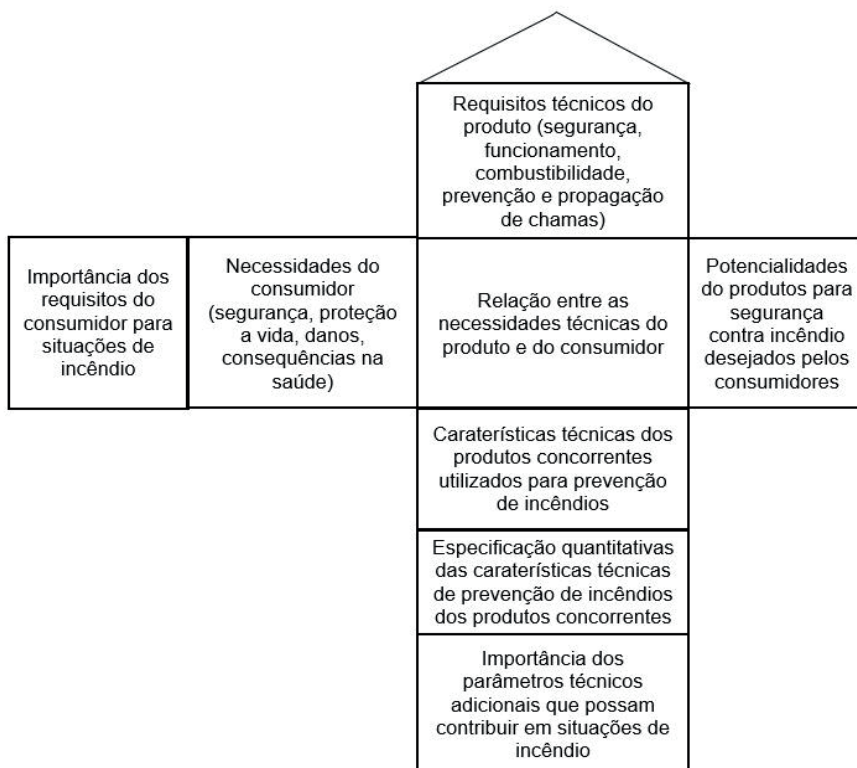 Requisitos técnicos do
produto (segurança,
funcionamento,
combustibilidade,
prevenção e propagação
de chamas)
Importância dos
requisitos do
consumidor para
situações de
incêndio
Necessidades do
consumidor
(segurança, proteção
a vida, danos,
consequências na
saúde)
Relação entre as
necessidades técnicas do
produto e do consumidor
Potencialidades
do produtos para
segurança
contra incêndio
desejados pelos
consumidores
Caraterísticas técnicas dos
produtos concorrentes
utilizados para prevenção
de incêndios
Especificação quantitativas
das caraterísticas técnicas
de prevenção de incêndios
dos produtos concorrentes
Importância dos
parâmetros técnicos
adicionais que possam
contribuir em situações de
incêndio